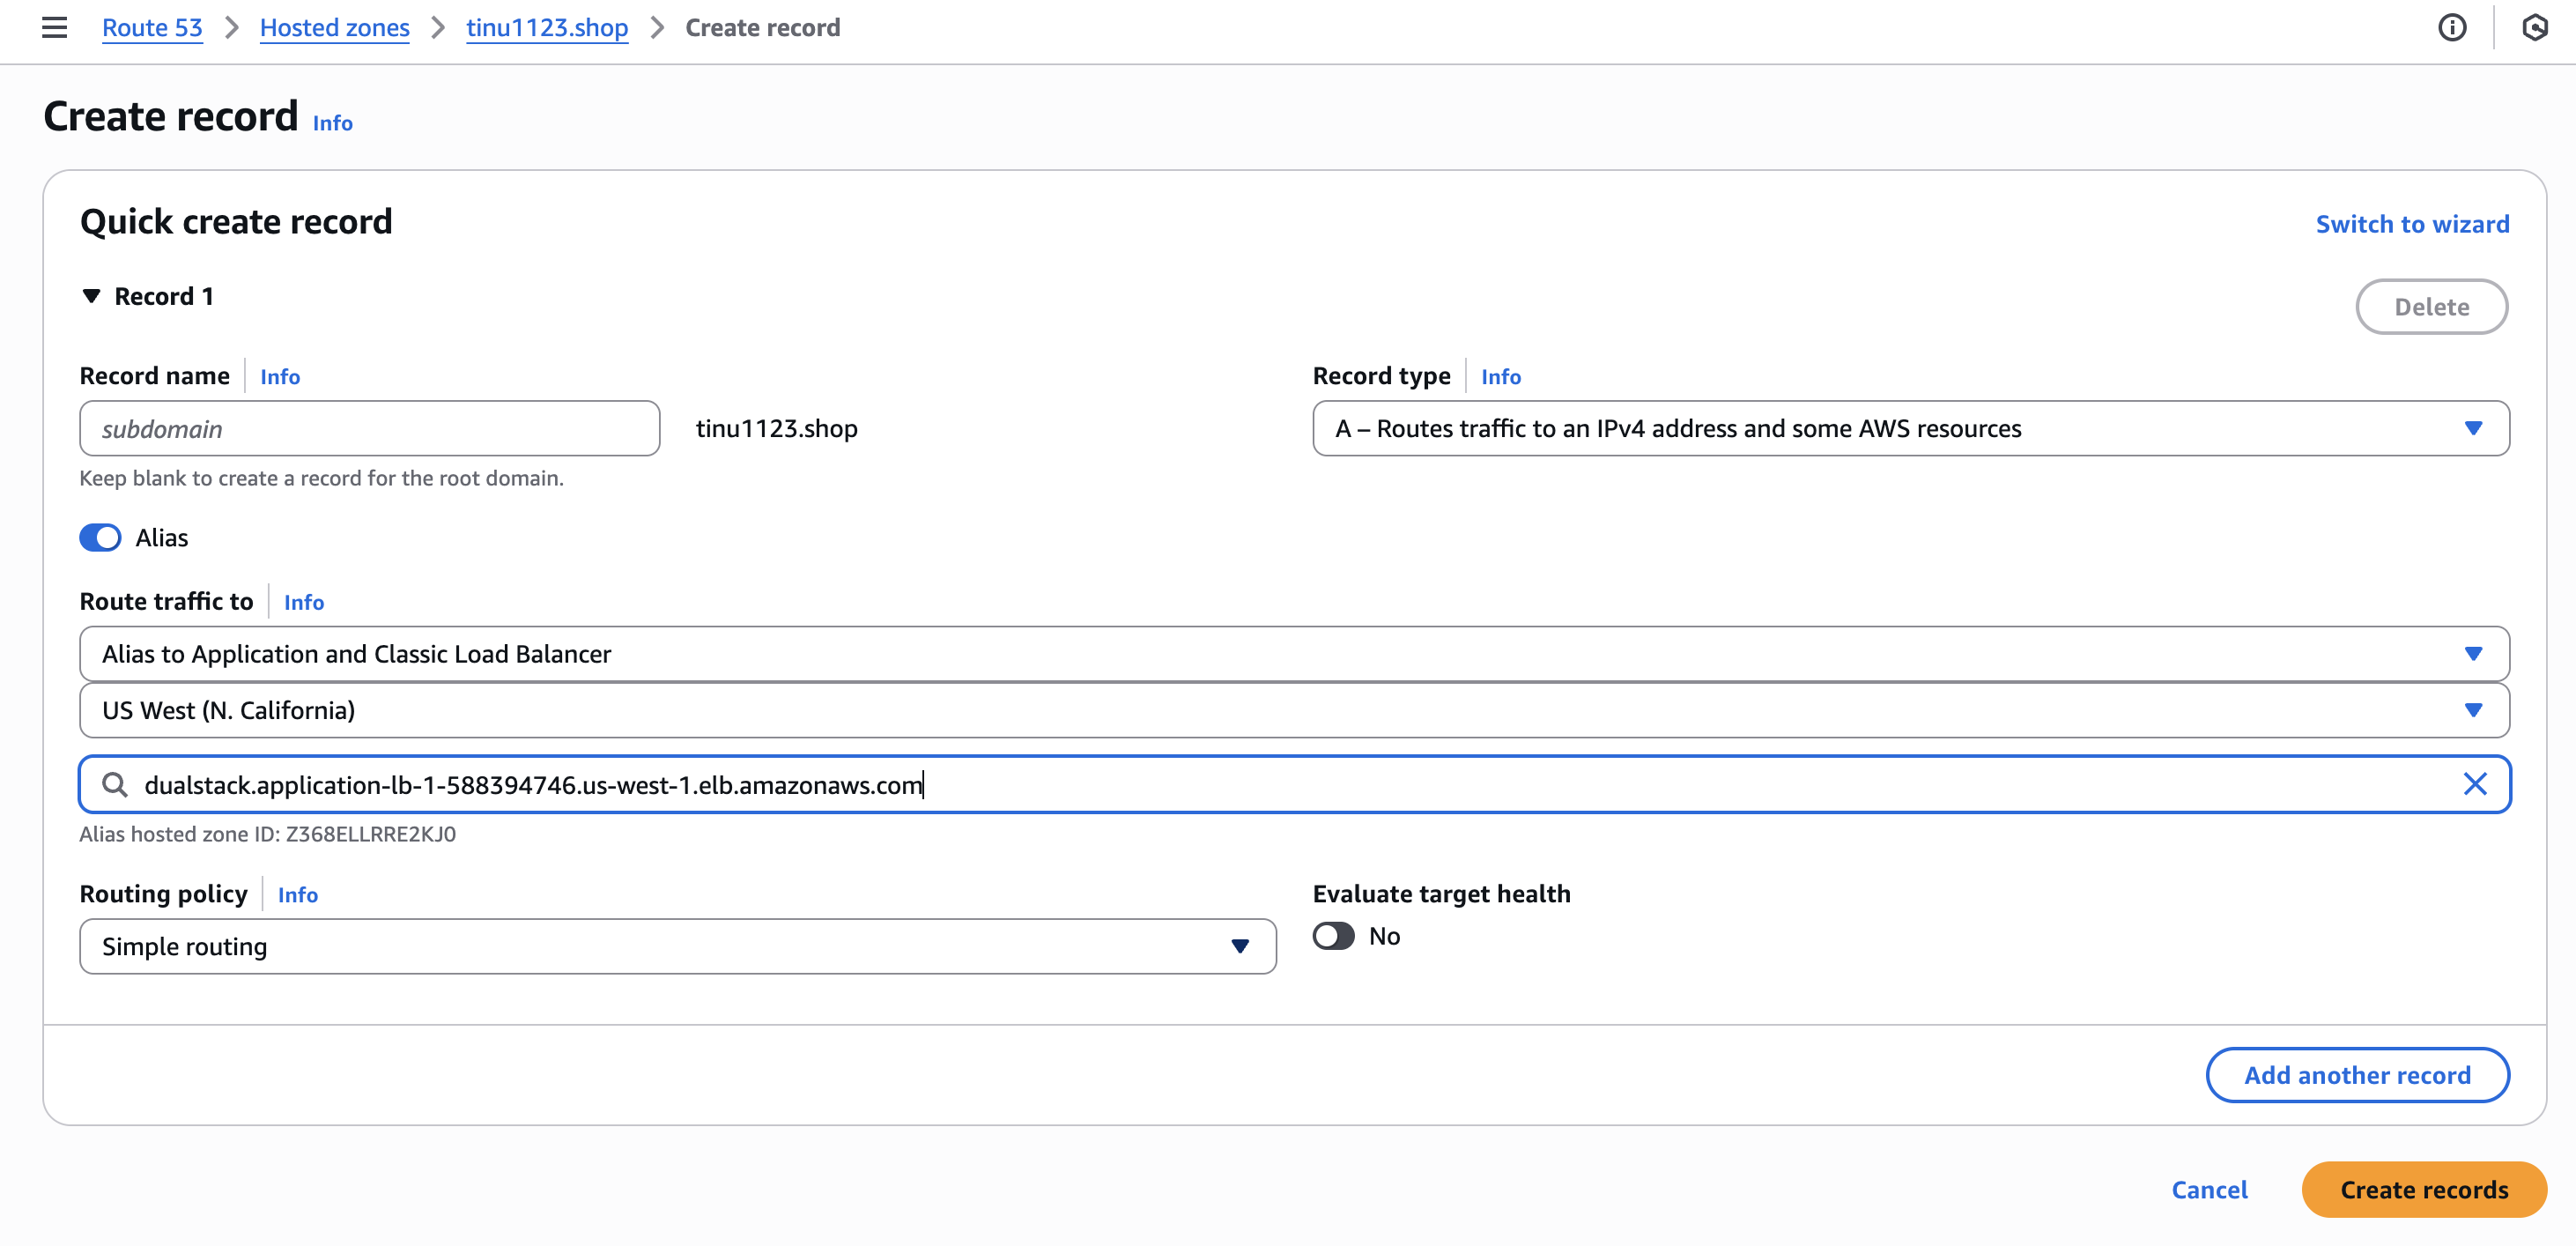 Route 53 > Hosted zones > tinu1123.shop > Create record
Create record Info
Quick create record
Switch to wizard
Record 1
Delete
Record name Info
Record type Info
subdomain
tinu1123.shop
A – Routes traffic to an IPv4 address and some AWS resources
Keep blank to create a record for the root domain.
Alias
Route traffic to Info
Alias to Application and Classic Load Balancer
US West (N. California)
dualstack.application-lb-1-588394746.us-west-1.elb.amazonaws.com
Alias hosted zone ID: Z368ELLRRE2KJ0
Routing policy Info
Evaluate target health
Simple routing
No
Add another record
Cancel
Create records